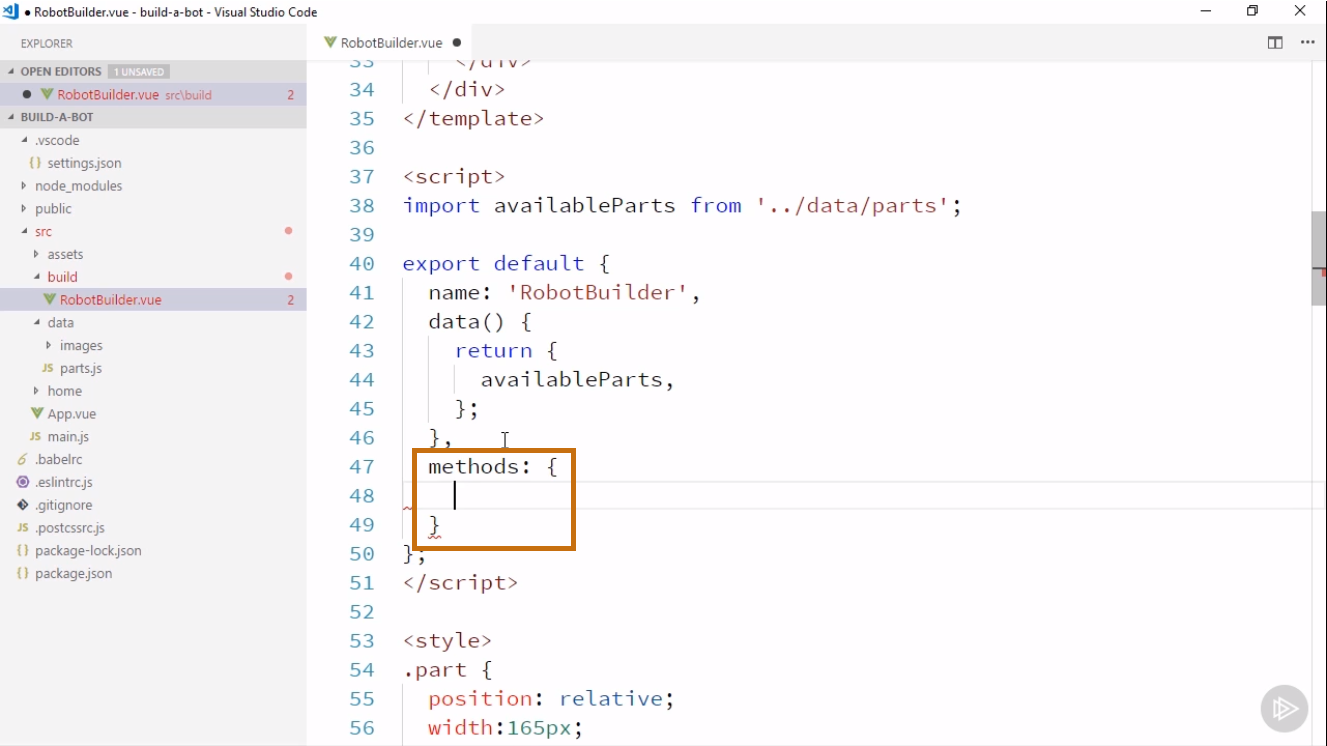 ● RobotBuilder.vue - build-a-bot - Visual Studio Code
EXPLORER
OPEN EDITORS 1 UNSAVED
RobotBuilder.vue src\build 2
BUILD-A-BOT
.vscode
{} settings.json
node_modules
public
src
assets
build
RobotBuilder.vue 2
data
images
JS parts.js
home
App.vue
JS main.js
.babelrc
.eslintrc.js
.gitignore
JS .postcssrc.js
{} package-lock.json
{} package.json
RobotBuilder.vue ●
33 </div>
34 </div>
35 </template>
36
37 <script>
38 import availableParts from '../data/parts';
39
40 export default {
41 name: 'RobotBuilder',
42 data() {
43 return {
44 availableParts,
45 };
46 },
47 methods: {
48
49 }
50 };
51 </script>
52
53 <style>
54 .part {
55 position: relative;
56 width:165px;